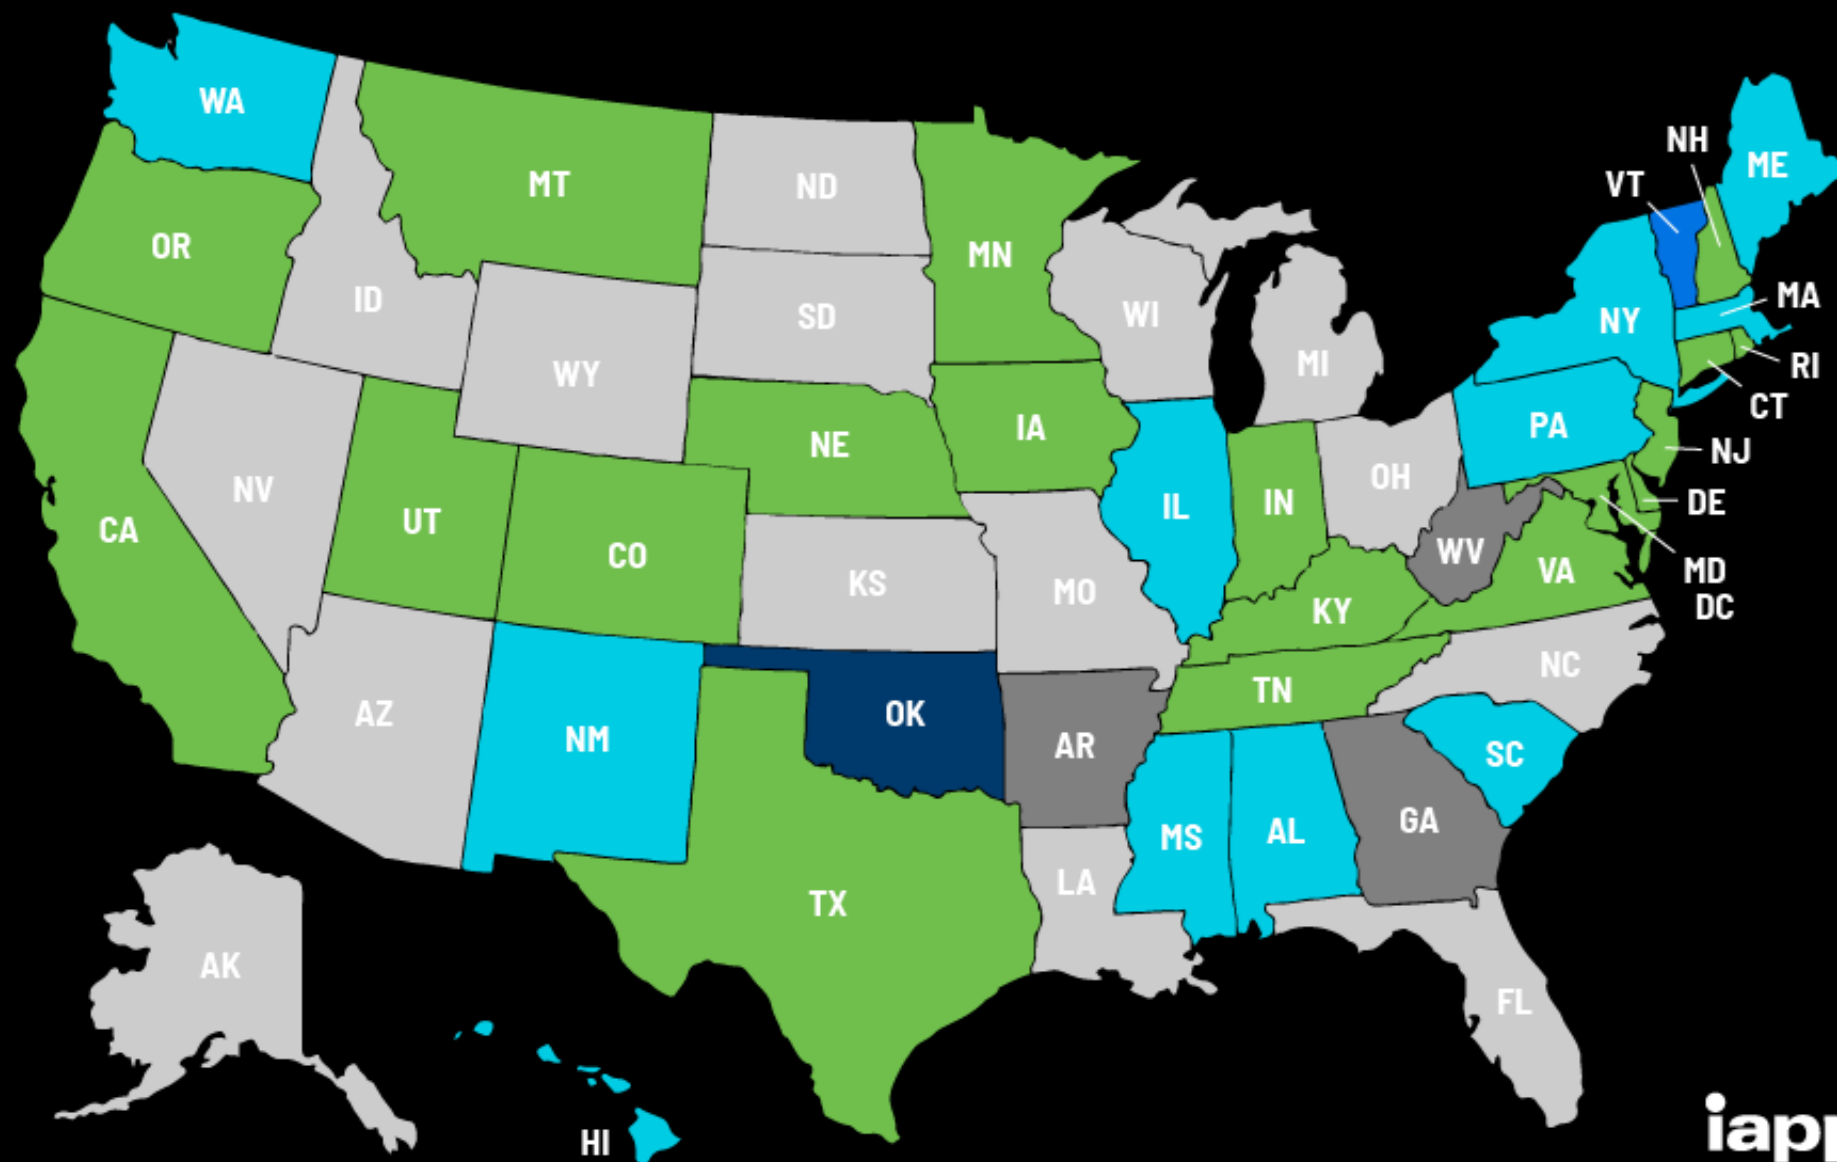 WA
MT
ND
MN
NH
ME
VT
OR
ID
SD
WI
MI
NY
MA
RI
CT
WY
NE
IA
PA
NJ
NV
UT
CO
KS
MO
IL
IN
OH
DE
WV
MD
DC
VA
KY
CA
AZ
NM
OK
AR
TN
NC
SC
MS
AL
GA
TX
LA
FL
AK
HI
iapp